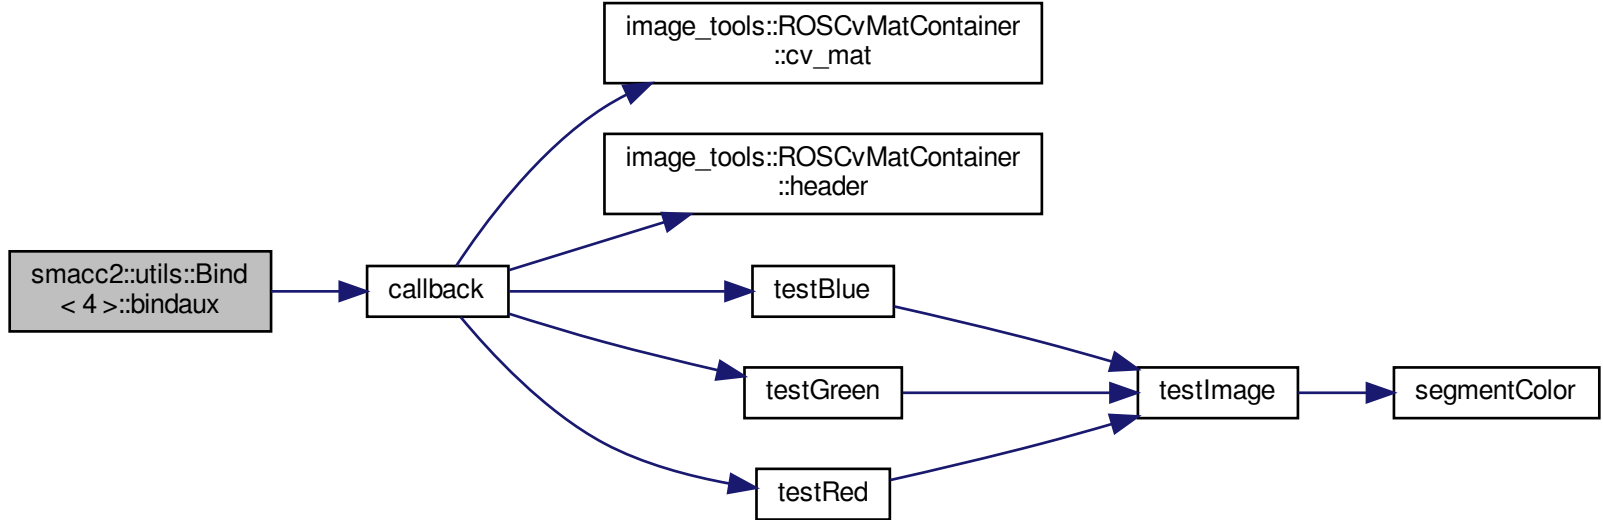 image_tools::ROSCvMatContainer
::cv_mat
image_tools::ROSCvMatContainer
::header
smacc2::utils::Bind
< 4 >::bindaux
callback
testBlue
testGreen
testImage
segmentColor
testRed